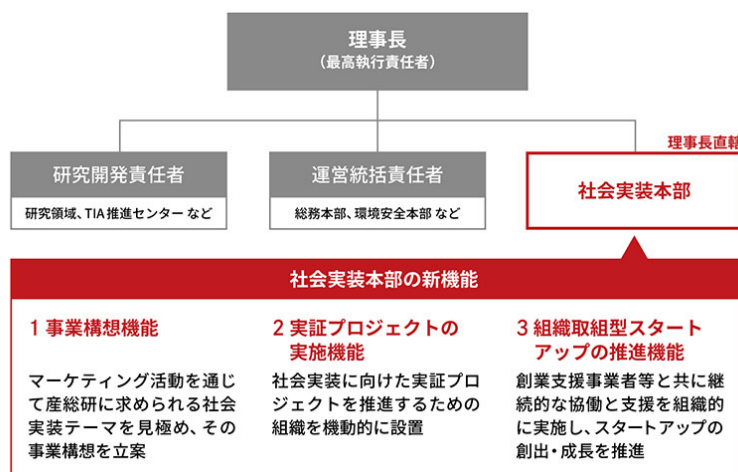 理事長
（最高執行責任者）
理事長直轄
研究開発責任者
研究領域、TIA推進センター など
運営統括責任者
総務本部、環境安全本部 など
社会実装本部
社会実装本部の新機能
1 事業構想機能
マーケティング活動を通じ
て産総研に求められる社会
実装テーマを見極め、その
事業構想を立案
2 実証プロジェクトの
実施機能
社会実装に向けた実証プロ
ジェクトを推進するための
組織を機動的に設置
3 組織取組型スタート
アップの推進機能
創業支援事業者等と共に継
続的な協働と支援を組織的
に実施し、スタートアップの
創出・成長を推進